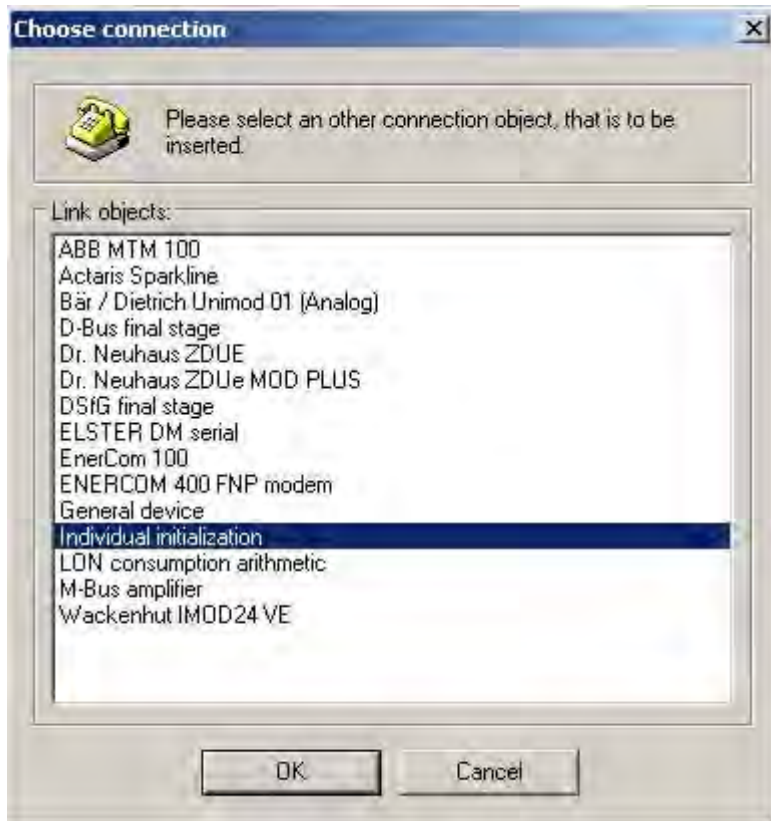 Choose connection
Please select an other connection object, that is to be
inserted.
Link objects:
ABB MTM 100
Actaris Sparkline
Bär / Dietrich Unimod 01 (Analog)
D-Bus final stage
Dr. Neuhaus ZDUE
Dr. Neuhaus ZDUe MOD PLUS
DSfG final stage
ELSTER DM serial
EnerCom 100
ENERCOM 400 FNP modem
General device
Individual initialization
LON consumption arithmetic
M-Bus amplifier
Wackenhut IMOD24 VE
OK
Cancel